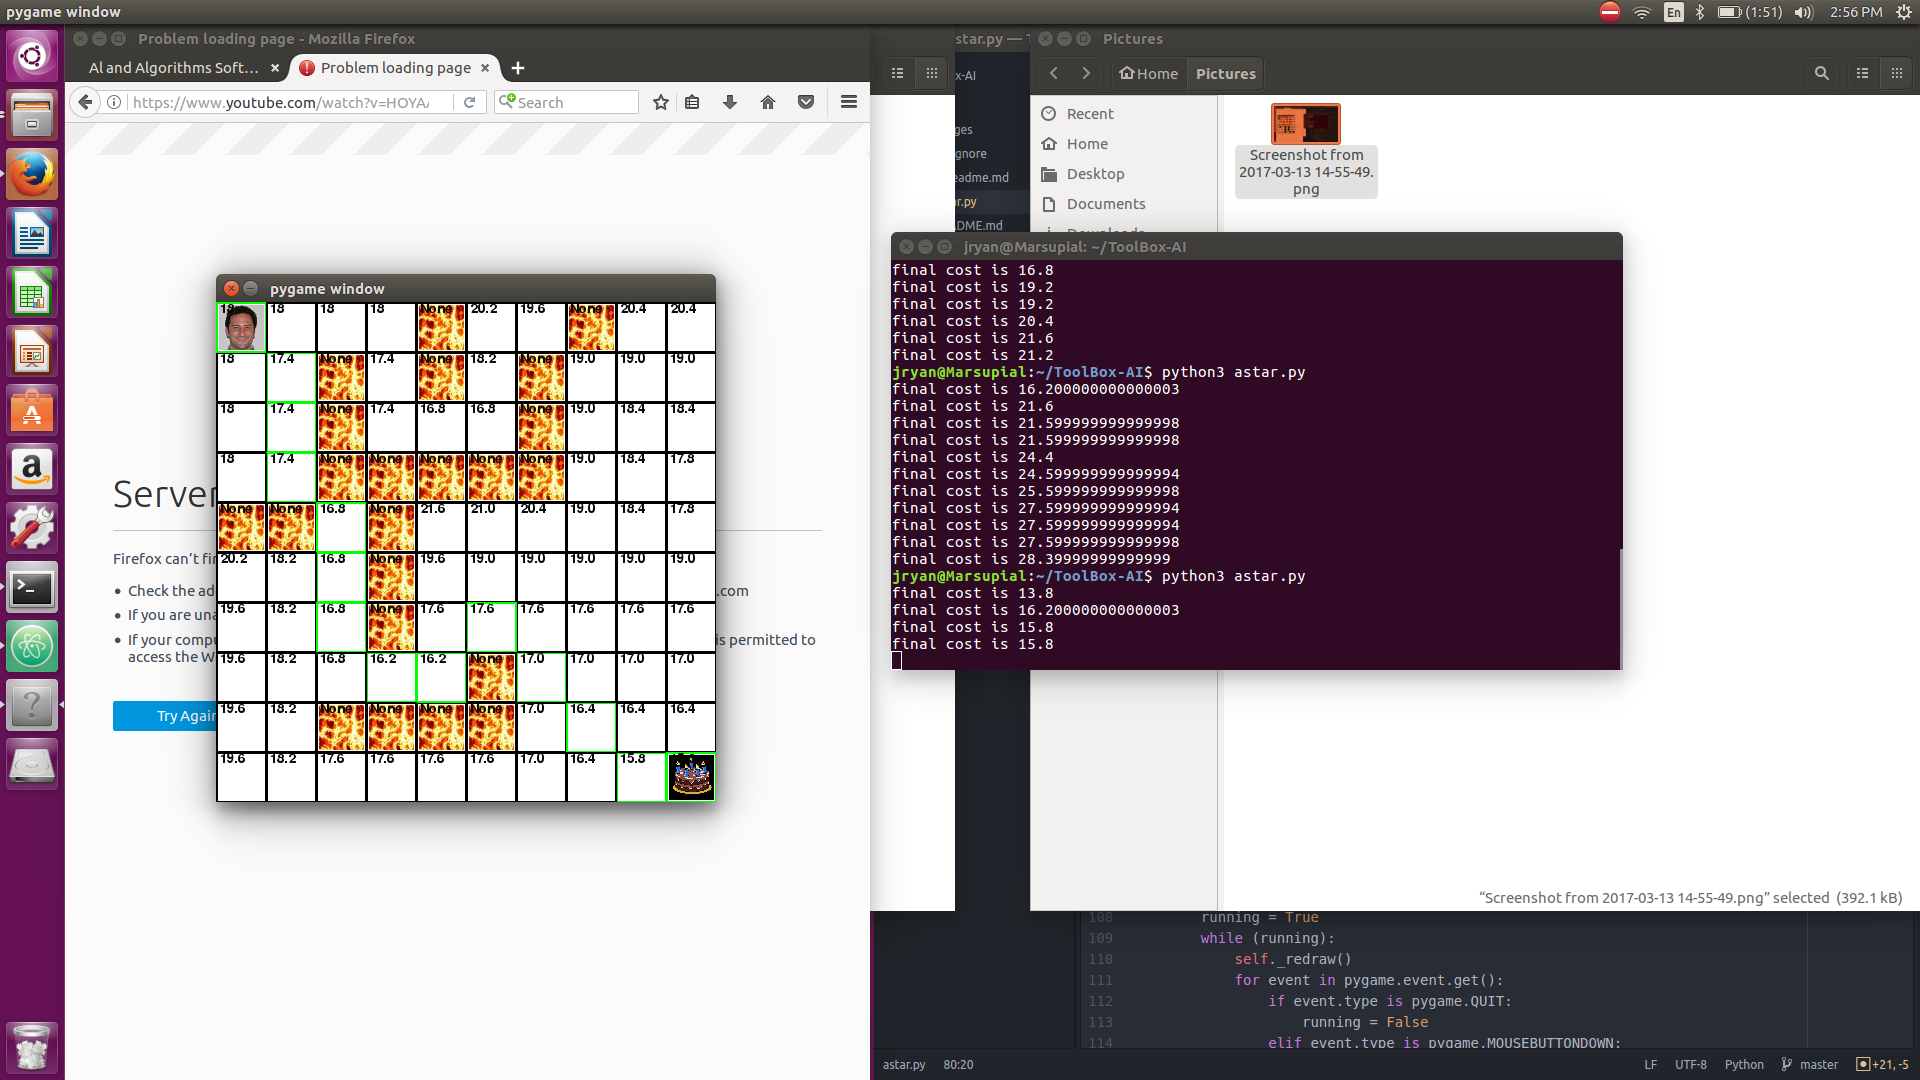 pygame window
En
(1:51)
2:56 PM
Problem loading page - Mozilla Firefox
AI and Algorithms Soft...
Problem loading page
https://www.youtube.com/watch?v=HOYA
Search
Server
Firefox can't fi
Check the ad
.com
If you are una
If your compu
is permitted to
access the W
Try Again
pygame window
18 18 18 18 None 20.2 19.6 None 20.4 20.4
18 17.4 None 17.4 None 18.2 None 19.0 19.0 19.0
18 17.4 None 17.4 16.8 16.8 None 19.0 18.4 18.4
18 17.4 None None None None None 19.0 18.4 17.8
None None 16.8 None 21.6 21.0 20.4 19.0 18.4 17.8
20.2 18.2 16.8 None 19.6 19.0 19.0 19.0 19.0 19.0
19.6 18.2 16.8 None 17.6 17.6 17.6 17.6 17.6 17.6
19.6 18.2 16.8 16.2 16.2 None 17.0 17.0 17.0 17.0
19.6 18.2 None None None None 17.0 16.4 16.4 16.4
19.6 18.2 17.6 17.6 17.6 17.6 17.0 16.4 15.8
astar.py —
x-AI
ges
gnore
eadme.md
ar.py
DME.md
Pictures
Home
Pictures
Recent
Home
Desktop
Documents
Downloads
Screenshot from
2017-03-13 14-55-49.
png
jryan@Marsupial: ~/ToolBox-AI
final cost is 16.8
final cost is 19.2
final cost is 19.2
final cost is 20.4
final cost is 21.6
final cost is 21.2
jryan@Marsupial:~/ToolBox-AI$ python3 astar.py
final cost is 16.200000000000003
final cost is 21.6
final cost is 21.599999999999998
final cost is 21.599999999999998
final cost is 24.4
final cost is 24.599999999999994
final cost is 25.599999999999998
final cost is 27.599999999999994
final cost is 27.599999999999994
final cost is 27.599999999999998
final cost is 28.39999999999999
jryan@Marsupial:~/ToolBox-AI$ python3 astar.py
final cost is 13.8
final cost is 16.200000000000003
final cost is 15.8
final cost is 15.8
"Screenshot from 2017-03-13 14-55-49.png" selected (392.1 kB)
108 running = True
109 while (running):
110 self._redraw()
111 for event in pygame.event.get():
112 if event.type is pygame.QUIT:
113 running = False
114 elif event.type is pygame.MOUSEBUTTONDOWN:
astar.py 80:20
LF UTF-8 Python master +21, -5